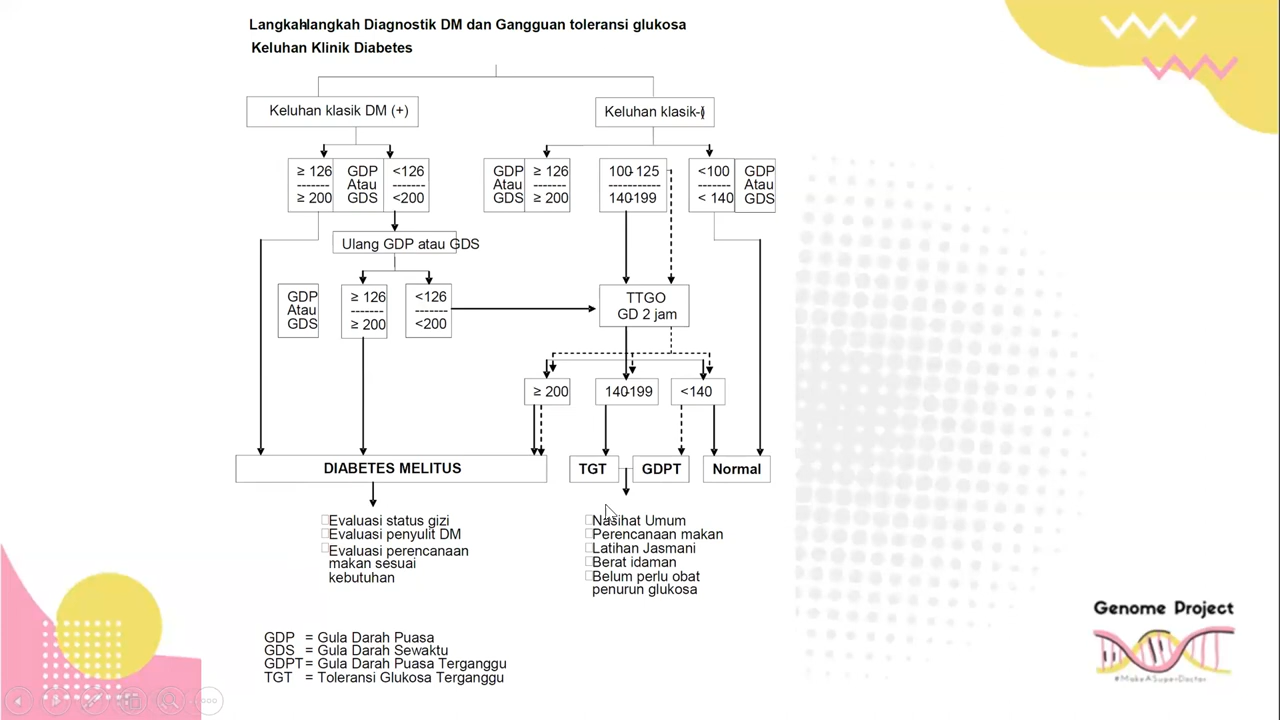 Langkah-langkah Diagnostik DM dan Gangguan toleransi glukosa
Keluhan Klinik Diabetes
Keluhan klasik DM (+)
Keluhan klasik (-)
≥ 126
-------
≥ 200
GDP
Atau
GDS
<126
-------
<200
GDP
Atau
GDS
≥ 126
-------
≥ 200
100-125
-----------
140-199
<100
-------
< 140
GDP
Atau
GDS
Ulang GDP atau GDS
GDP
Atau
GDS
≥ 126
-------
≥ 200
<126
-------
<200
TTGO
GD 2 jam
≥ 200
140-199
<140
DIABETES MELITUS
TGT
GDPT
Normal
Evaluasi status gizi
Evaluasi penyulit DM
Evaluasi perencanaan
makan sesuai
kebutuhan
Nasihat Umum
Perencanaan makan
Latihan Jasmani
Berat idaman
Belum perlu obat
penurun glukosa
GDP = Gula Darah Puasa
GDS = Gula Darah Sewaktu
GDPT = Gula Darah Puasa Terganggu
TGT = Toleransi Glukosa Terganggu
Genome Project
#MakeASuperDoctor